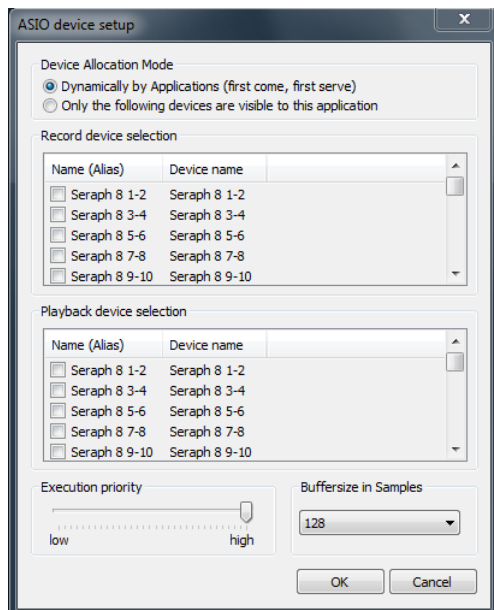 ASIO device setup
x
Device Allocation Mode
Dynamically by Applications (first come, first serve)
Only the following devices are visible to this application
Record device selection
Name (Alias) Device name
Seraph 8 1-2 Seraph 8 1-2
Seraph 8 3-4 Seraph 8 3-4
Seraph 8 5-6 Seraph 8 5-6
Seraph 8 7-8 Seraph 8 7-8
Seraph 8 9-10 Seraph 8 9-10
Playback device selection
Name (Alias) Device name
Seraph 8 1-2 Seraph 8 1-2
Seraph 8 3-4 Seraph 8 3-4
Seraph 8 5-6 Seraph 8 5-6
Seraph 8 7-8 Seraph 8 7-8
Seraph 8 9-10 Seraph 8 9-10
Execution priority Buffersize in Samples
128
low high
OK Cancel